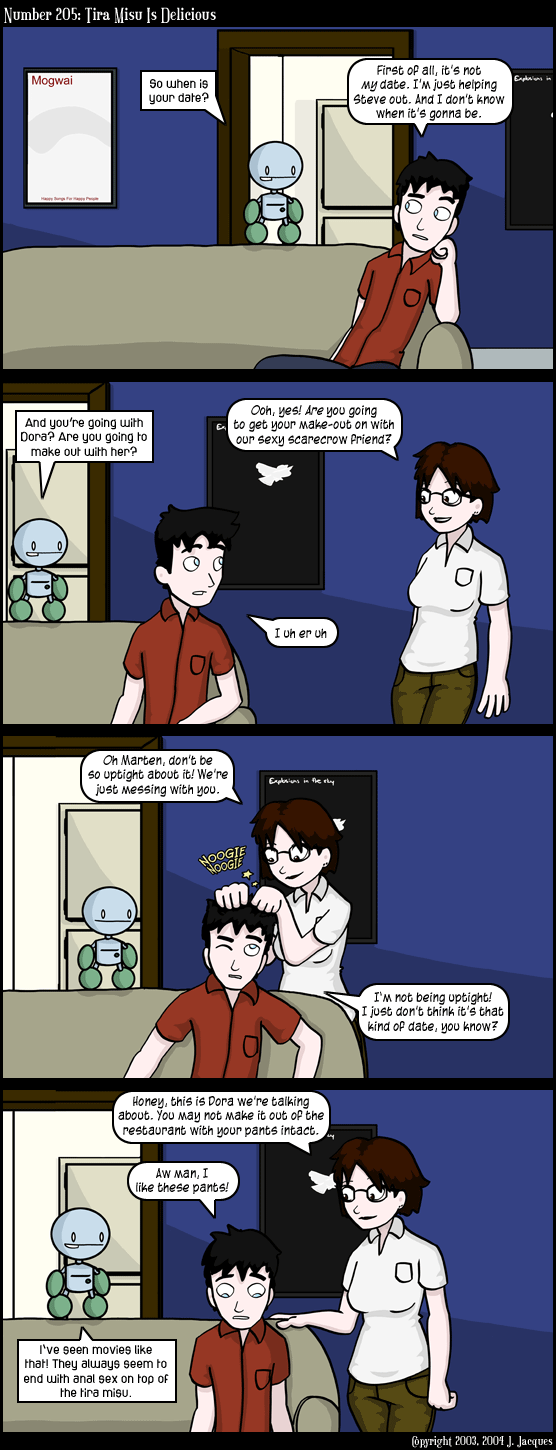 Number 205: Tira Misu Is Delicious
Mogwai
Happy Songs For Happy People
So when is
your date?
First of all, it's not
my date. I'm just helping
Steve out. And I don't know
when it's gonna be.
Explosions in
And you're going with
Dora? Are you going to
make out with her?
Ex
Ooh, yes! Are you going
to get your make-out on with
our sexy scarecrow friend?
I uh er uh
Oh Marten, don't be
so uptight about it! We're
just messing with you.
Explosions in the sky
NOOGIE
NOOGIE
I'm not being uptight!
I just don't think it's that
kind of date, you know?
Honey, this is Dora we're talking
about. You may not make it out of the
restaurant with your pants intact.
ky
Aw man, I
like these pants!
I've seen movies like
that! They always seem to
end with anal sex on top of
the tira misu.
Copyright 2003, 2004 J. Jacques